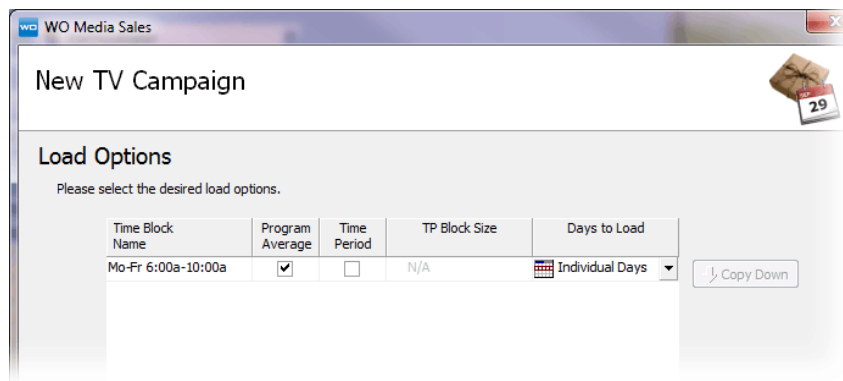 WO WO Media Sales
New TV Campaign
SEP
29
Load Options
Please select the desired load options.
Time Block Name
Program Average
Time Period
TP Block Size
Days to Load
Mo-Fr 6:00a-10:00a
N/A
Individual Days
Copy Down